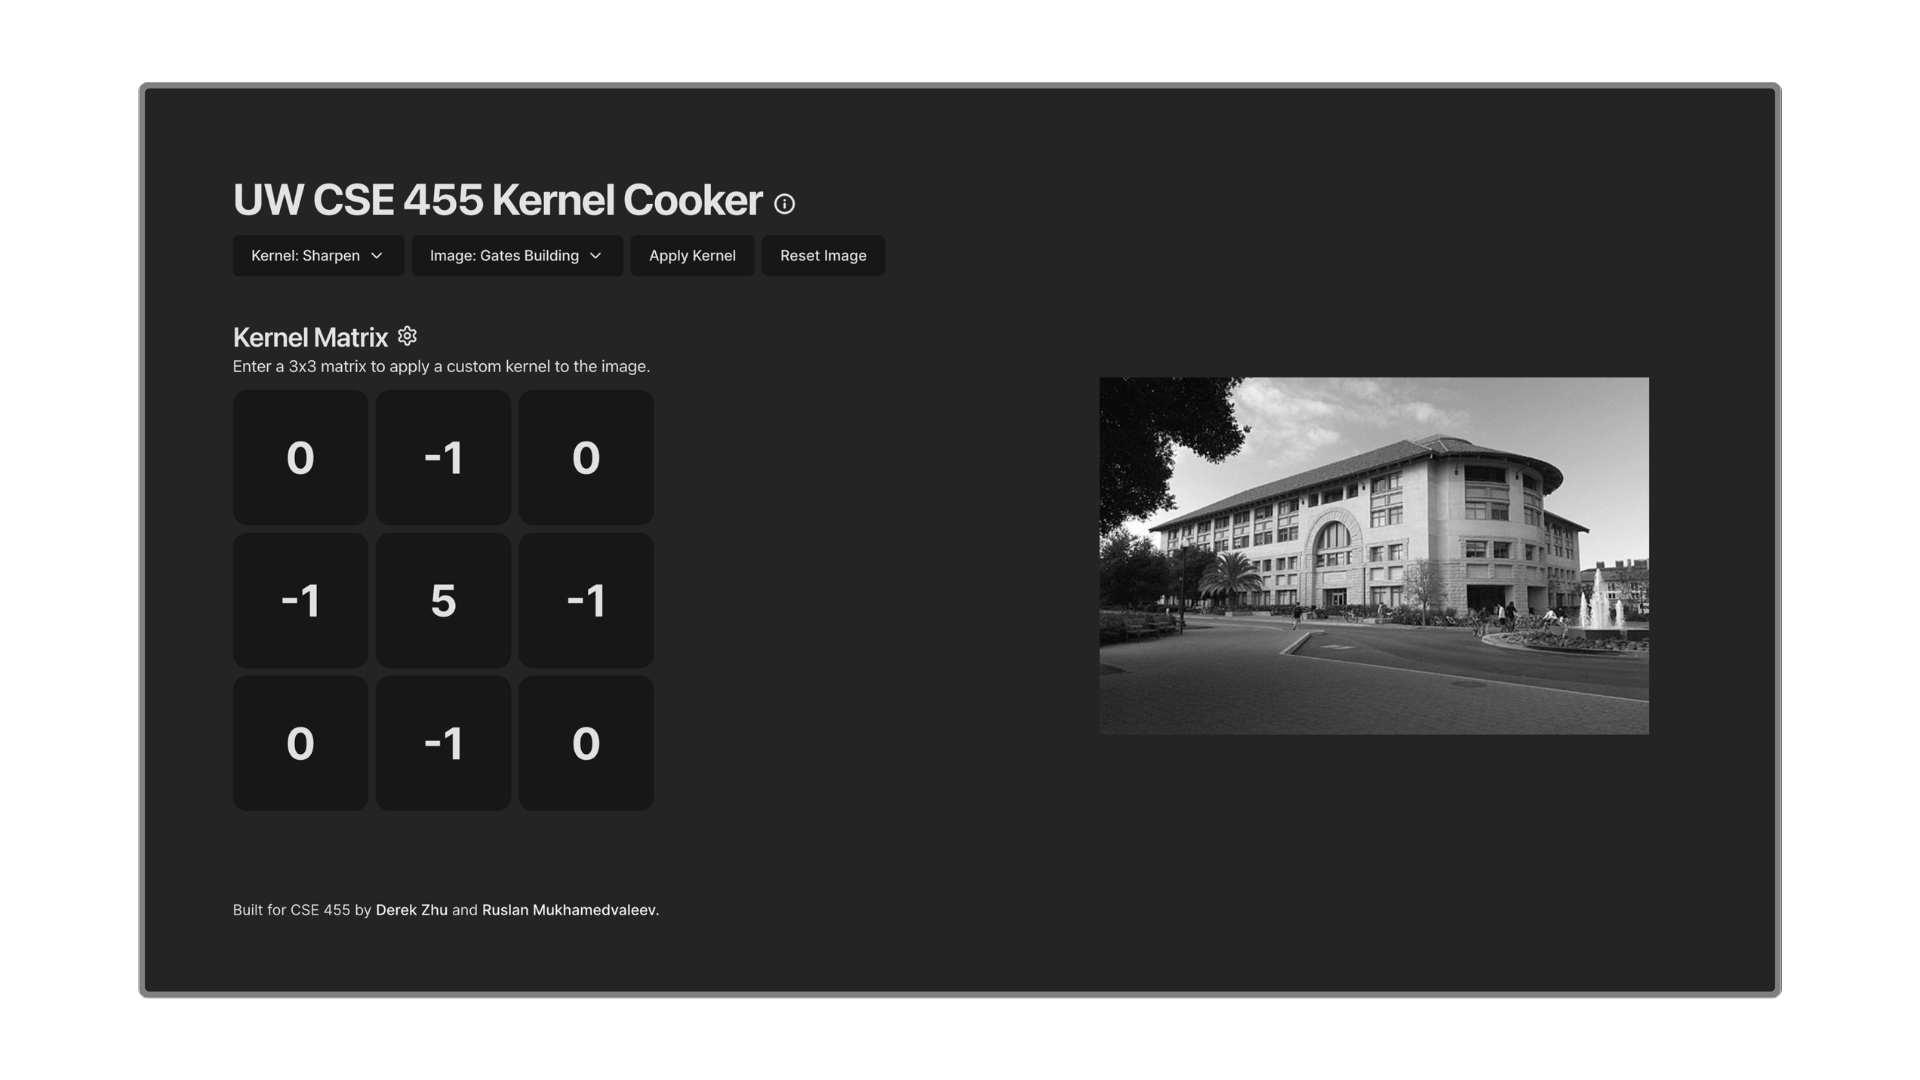 UW CSE 455 Kernel Cooker
Kernel: Sharpen
Image: Gates Building
Apply Kernel
Reset Image
Kernel Matrix
Enter a 3x3 matrix to apply a custom kernel to the image.
0 -1 0
-1 5 -1
0 -1 0
Built for CSE 455 by Derek Zhu and Ruslan Mukhamedvaleev.